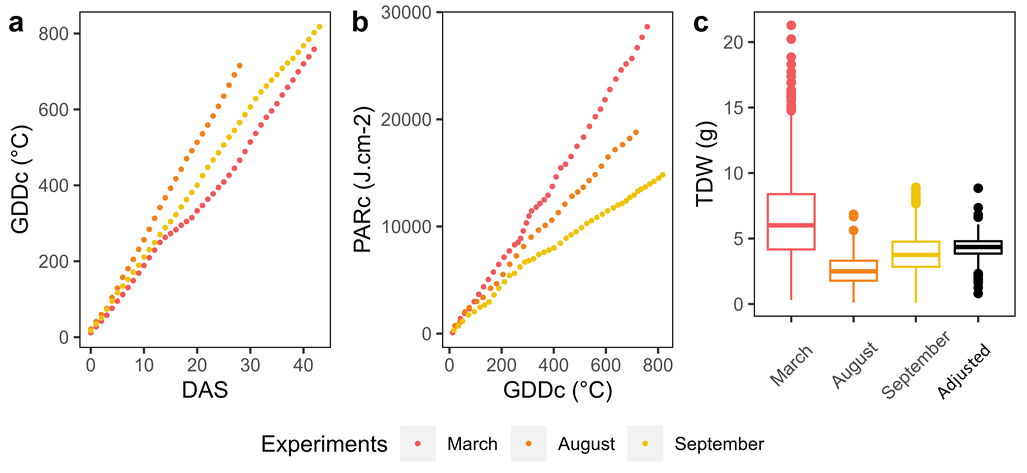 a
GDDc (°C)
800
600
400
200
0
0 10 20 30 40
DAS
b
PARc (J.cm-2)
30000
20000
10000
0
0 200 400 600 800
GDDc (°C)
c
TDW (g)
20
15
10
5
0
March August September Adjusted
Experiments March August September